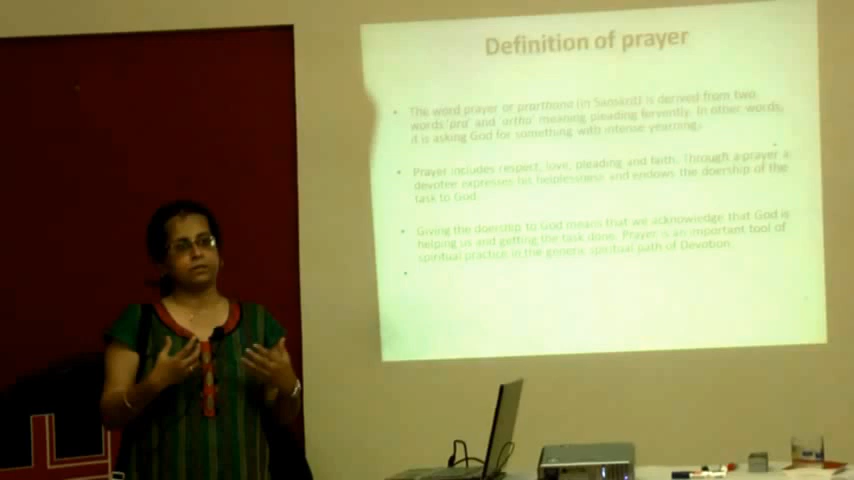 Definition of prayer
• The word prayer or prarthana (in Sanskrit) is derived from two
words 'pra' and 'artha' meaning pleading fervently. In other words,
it is asking God for something with intense yearning.
• Prayer includes respect, love, pleading and faith. Through a prayer a
devotee expresses his helplessness and endows the doership of the
task to God.
• Giving the doership to God means that we acknowledge that God is
helping us and getting the task done. Prayer is an important tool of
spiritual practice in the generic spiritual path of Devotion.
•